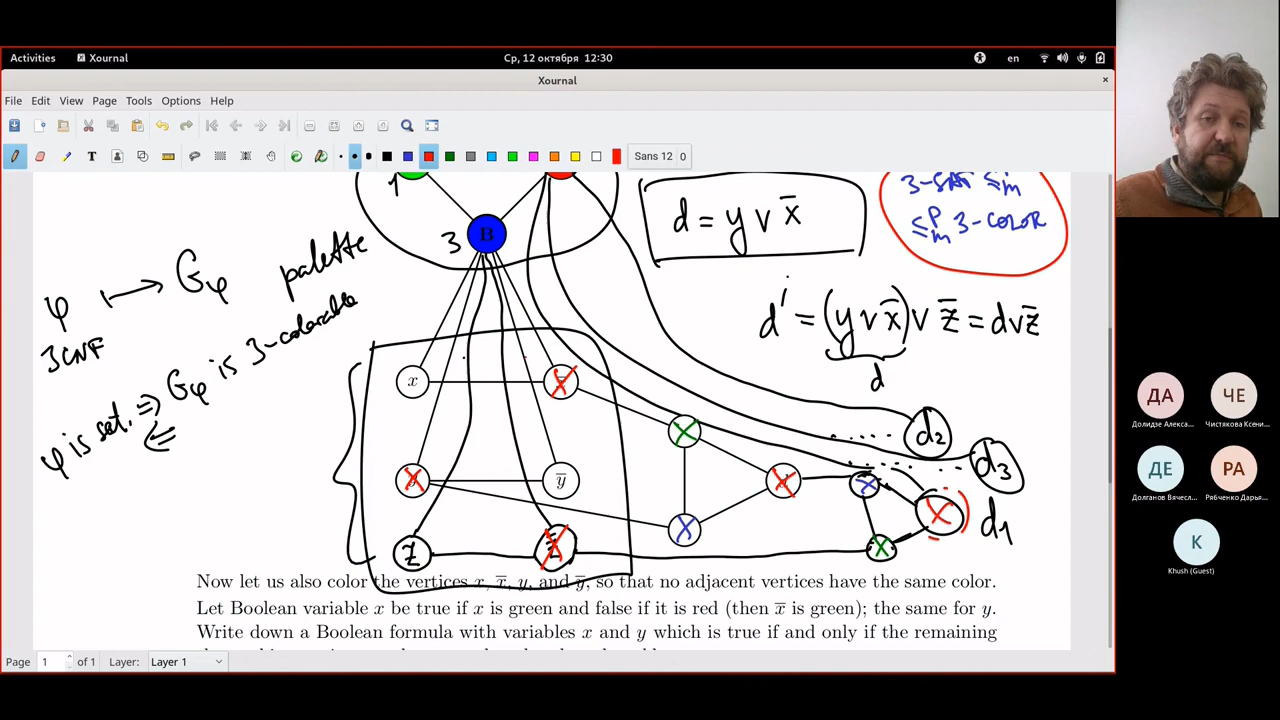 Activities Xournal Ср, 12 октября 12:30 en
Xournal ×
File Edit View Page Tools Options Help
Sans 12 0
1
B
3
d = y ∨ x̄
≤ᴾₘ 3-COLOR
φ ↦ Gφ palette
3CNF
φ is sat. ⇒ Gφ is 3-colorable
⇐
d' = (y ∨ x̄) ∨ z̄ = d ∨ z̄
d
x
ȳ
z
d₂
d₃
d₁
Now let us also color the vertices x, x̄, y, and ȳ, so that no adjacent vertices have the same color.
Let Boolean variable x be true if x is green and false if it is red (then x̄ is green); the same for y.
Write down a Boolean formula with variables x and y which is true if and only if the remaining
Page 1 of 1 Layer: Layer 1
ДА
Долидзе Алекса...
ЧЕ
Чистякова Ксени...
ДЕ
Долганов Вячесл...
РА
Рябченко Дарья...
K
Khush (Guest)